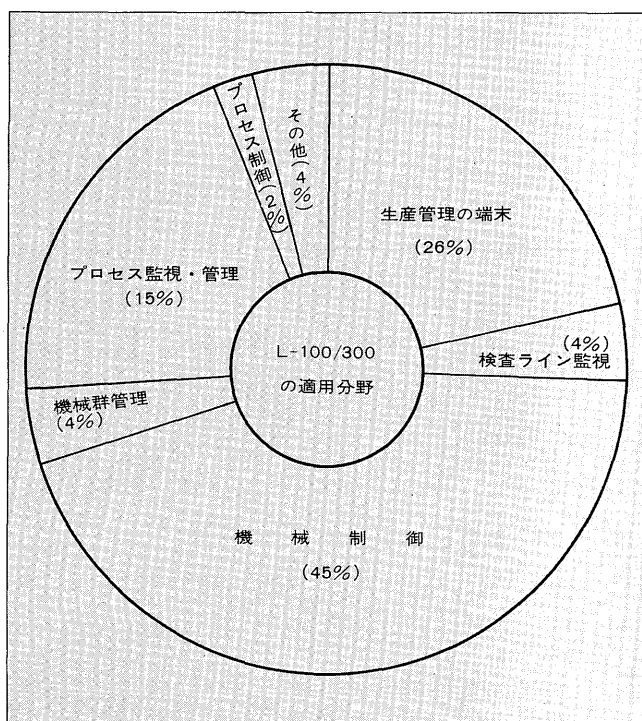 プロセス制御(2%)
その他(4%)
生産管理の端末
(26%)
プロセス監視・管理
(15%)
L-100/300
の適用分野
(4%)
検査ライン監視
機械群管理
(4%)
機械制御
(45%)